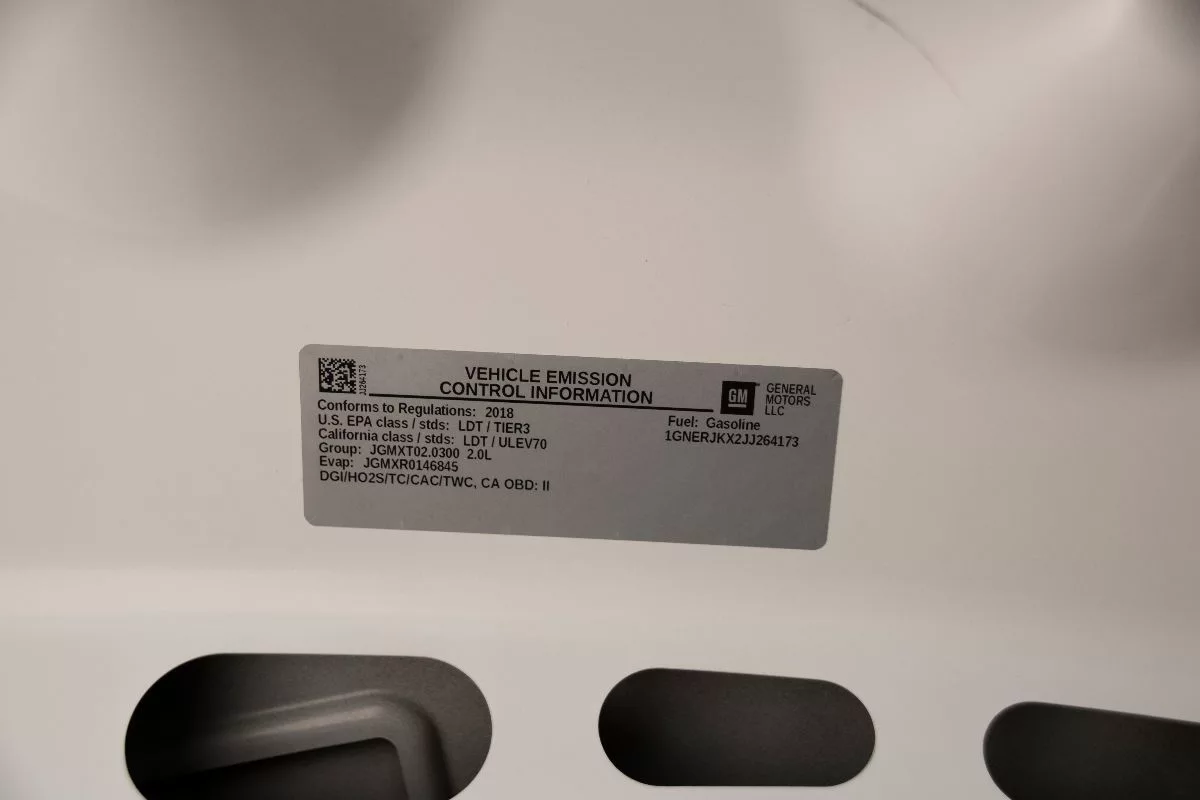 JJ264173
VEHICLE EMISSION
CONTROL INFORMATION
GM
GENERAL
MOTORS
LLC
Conforms to Regulations: 2018
U.S. EPA class / stds: LDT / TIER3
California class / stds: LDT / ULEV70
Group: JGMXT02.0300 2.0L
Evap: JGMXR0146845
DGI/HO2S/TC/CAC/TWC, CA OBD: II
Fuel: Gasoline
1GNERJKX2JJ264173